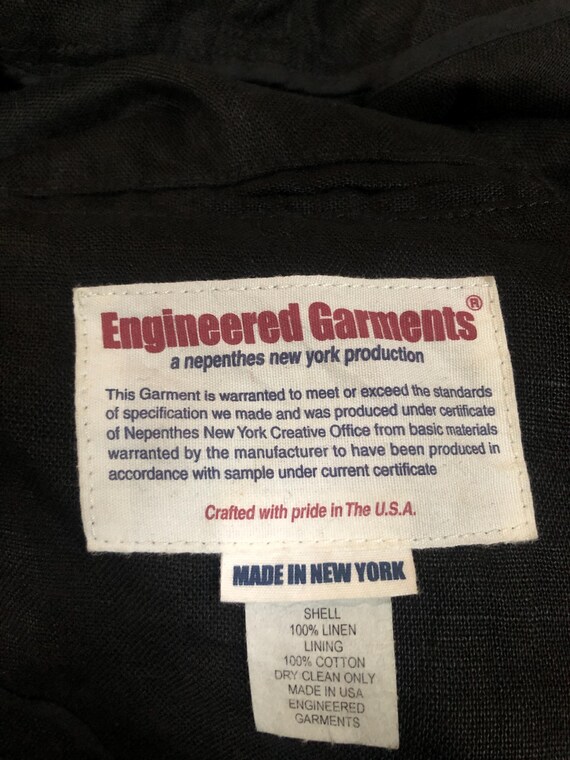 Engineered Garments®
a nepenthes new york production
This Garment is warranted to meet or exceed the standards
of specification we made and was produced under certificate
of Nepenthes New York Creative Office from basic materials
warranted by the manufacturer to have been produced in
accordance with sample under current certificate
Crafted with pride in The U.S.A.
MADE IN NEW YORK
SHELL
100% LINEN
LINING
100% COTTON
DRY CLEAN ONLY
MADE IN USA
ENGINEERED
GARMENTS